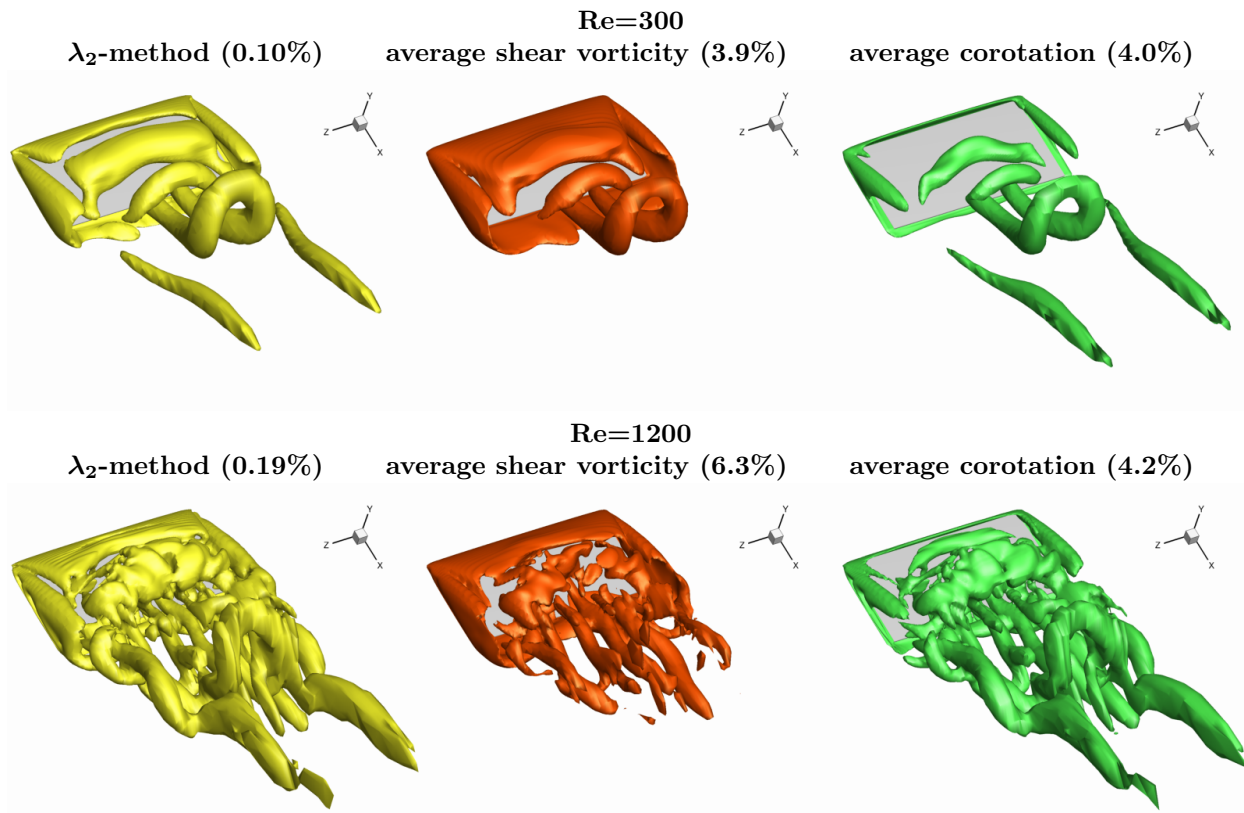 Re=300
λ₂-method (0.10%) average shear vorticity (3.9%) average corotation (4.0%)
Y Y Y
Z X Z X Z X
Re=1200
λ₂-method (0.19%) average shear vorticity (6.3%) average corotation (4.2%)
Y Y Y
Z X Z X Z X